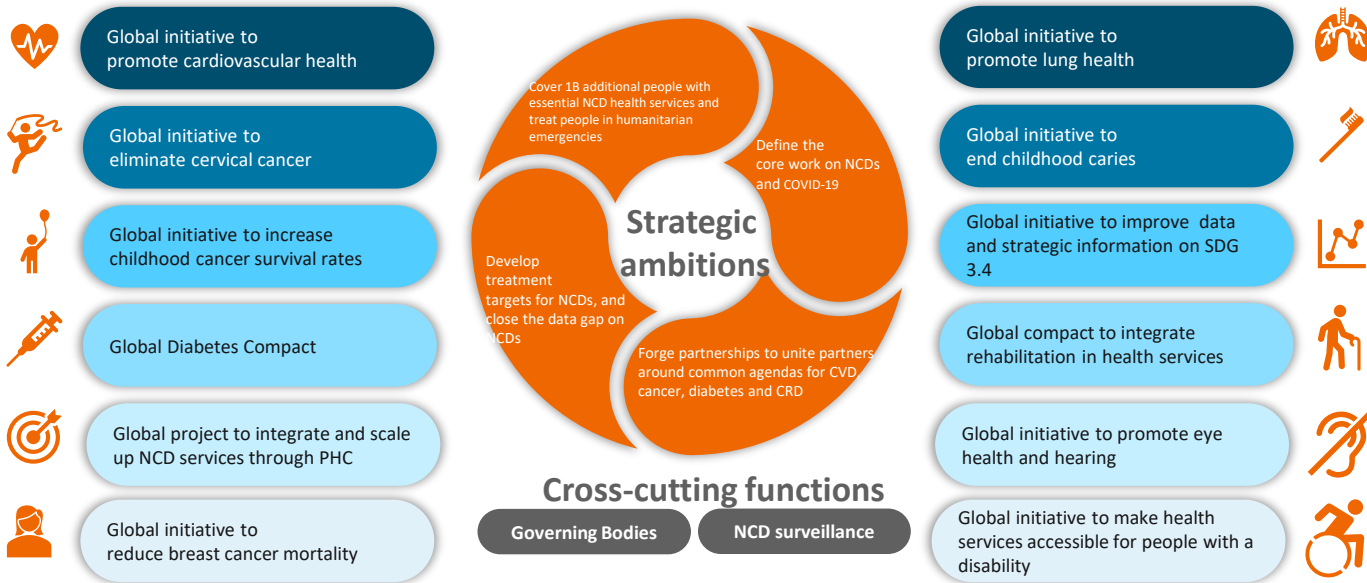 Global initiative to
promote cardiovascular health
Global initiative to
eliminate cervical cancer
Global initiative to increase
childhood cancer survival rates
Global Diabetes Compact
Global project to integrate and scale
up NCD services through PHC
Global initiative to
reduce breast cancer mortality
Cover 1B additional people with
essential NCD health services and
treat people in humanitarian
emergencies
Define the
core work on NCDs
and COVID-19
Strategic
ambitions
Develop
treatment
targets for NCDs, and
close the data gap on
NCDs
Forge partnerships to unite partners
around common agendas for CVD,
cancer, diabetes and CRD
Cross-cutting functions
Governing Bodies
NCD surveillance
Global initiative to
promote lung health
Global initiative to
end childhood caries
Global initiative to improve data
and strategic information on SDG
3.4
Global compact to integrate
rehabilitation in health services
Global initiative to promote eye
health and hearing
Global initiative to make health
services accessible for people with a
disability